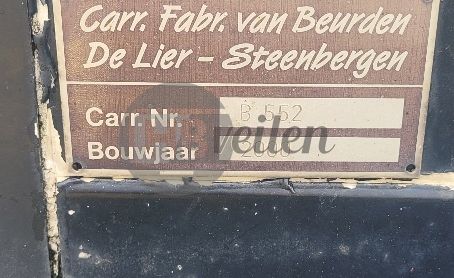 Carr. Fabr. van Beurden
De Lier - Steenbergen
Carr. Nr. B 552
Bouwjaar
veilen